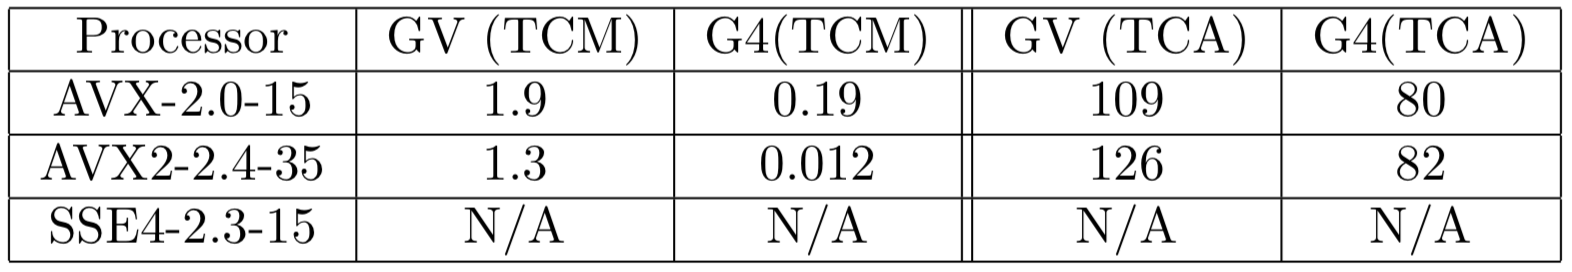 Processor GV (TCM) G4(TCM) GV (TCA) G4(TCA)
AVX-2.0-15 1.9 0.19 109 80
AVX2-2.4-35 1.3 0.012 126 82
SSE4-2.3-15 N/A N/A N/A N/A